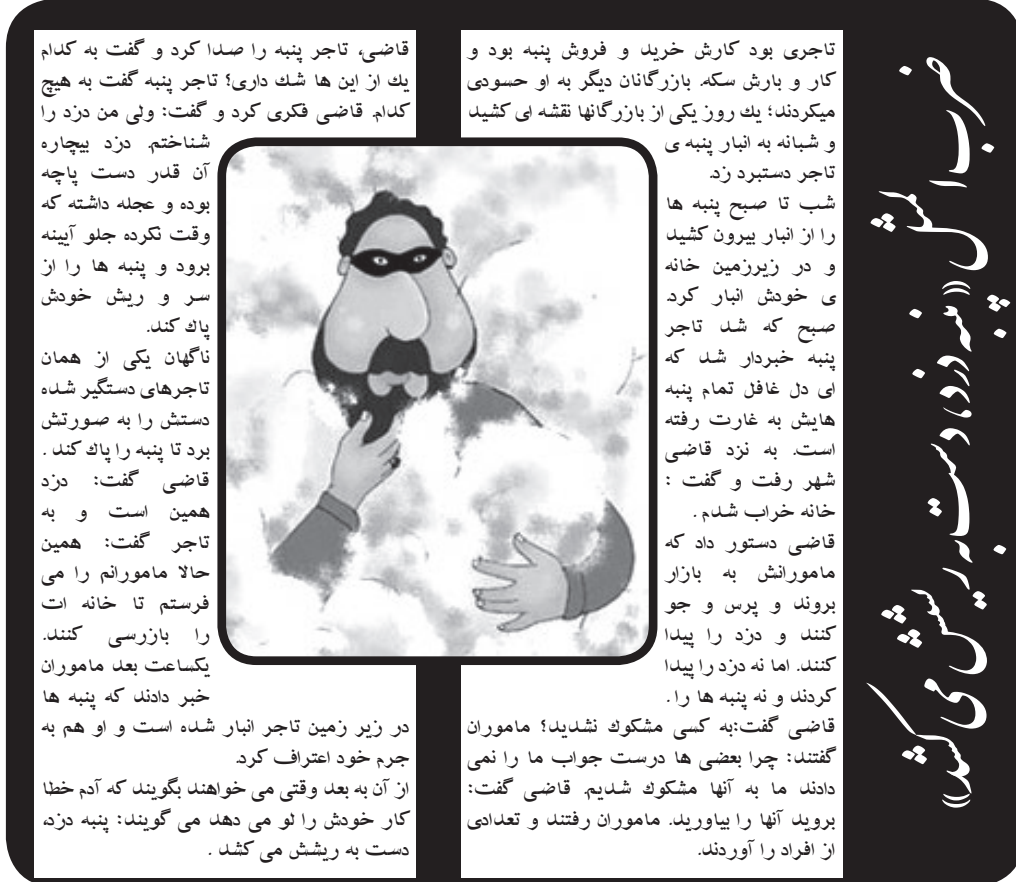 ضرب المثل «پنبه دزد، دست به ریشش می کشد»
تاجری بود کارش خرید و فروش پنبه بود و
کار و بارش سکه. بازرگانان دیگر به او حسودی
میکردند؛ یك روز یکی از بازرگانها نقشه ای کشید
و شبانه به انبار پنبه ی
تاجر دستبرد زد.
شب تا صبح پنبه ها
را از انبار بیرون کشید
و در زیرزمین خانه
ی خودش انبار کرد.
صبح که شد تاجر
پنبه خبردار شد که
ای دل غافل تمام پنبه
هایش به غارت رفته
است. به نزد قاضی
شهر رفت و گفت :
خانه خراب شدم .
قاضی دستور داد که
مامورانش به بازار
بروند و پرس و جو
کنند و دزد را پیدا
کنند. اما نه دزد را پیدا
کردند و نه پنبه ها را .
قاضی گفت:به کسی مشکوك نشدید؟ ماموران
گفتند: چرا بعضی ها درست جواب ما را نمی
دادند ما به آنها مشکوك شدیم. قاضی گفت:
بروید آنها را بیاورید. ماموران رفتند و تعدادی
از افراد را آوردند.
قاضی، تاجر پنبه را صدا کرد و گفت به کدام
یك از این ها شك داری؟ تاجر پنبه گفت به هیچ
کدام. قاضی فکری کرد و گفت: ولی من دزد را
شناختم. دزد بیچاره
آن قدر دست پاچه
بوده و عجله داشته که
وقت نکرده جلو آیینه
برود و پنبه ها را از
سر و ریش خودش
پاك کند.
ناگهان یکی از همان
تاجرهای دستگیر شده
دستش را به صورتش
برد تا پنبه را پاك کند .
قاضی گفت: دزد
همین است و به
تاجر گفت: همین
حالا مامورانم را می
فرستم تا خانه ات
را بازرسی کنند.
یکساعت بعد ماموران
خبر دادند که پنبه ها
در زیر زمین تاجر انبار شده است و او هم به
جرم خود اعتراف کرد.
از آن به بعد وقتی می خواهند بگویند که آدم خطا
کار خودش را لو می دهد می گویند: پنبه دزد،
دست به ریشش می کشد .